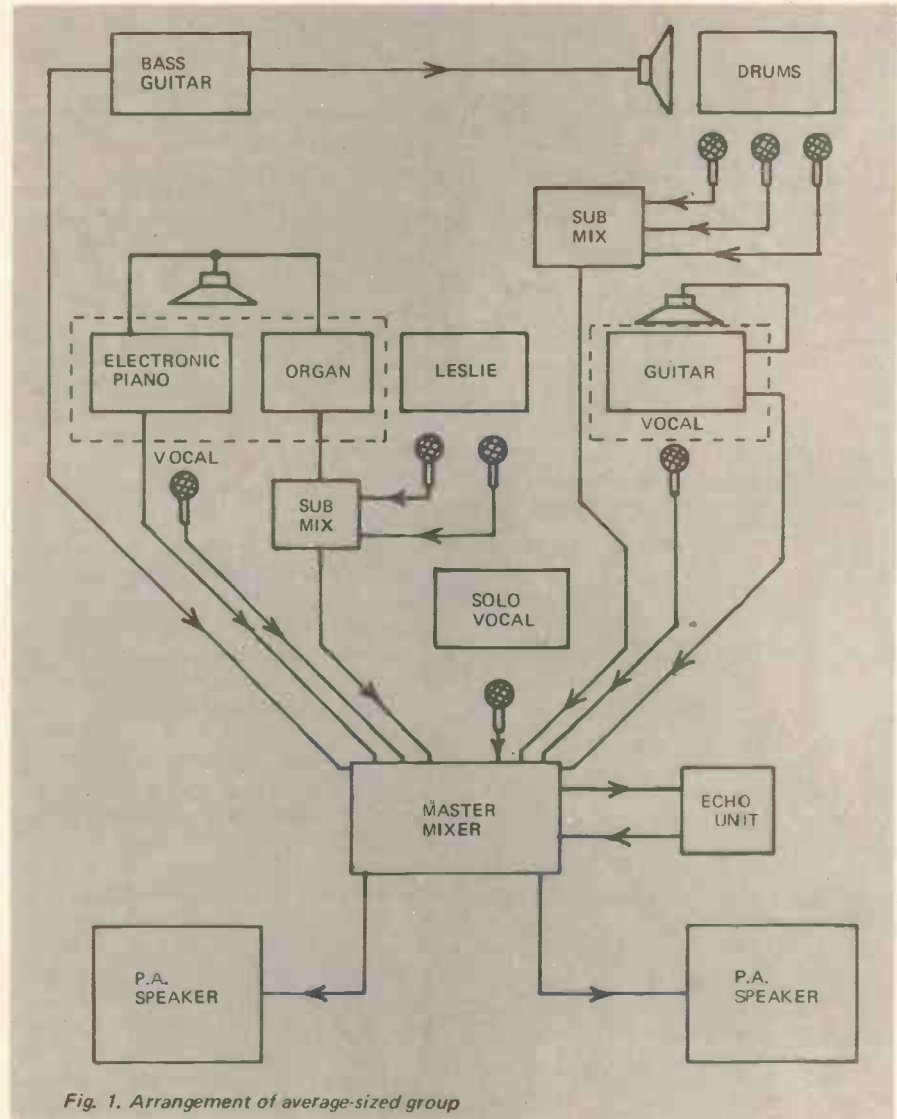 BASS
GUITAR
DRUMS
SUB
MIX
ELECTRONIC
PIANO
ORGAN
LESLIE
GUITAR
VOCAL
VOCAL
SUB
MIX
SOLO
VOCAL
MASTER
MIXER
ECHO
UNIT
P.A.
SPEAKER
P.A.
SPEAKER
Fig. 1. Arrangement of average-sized group